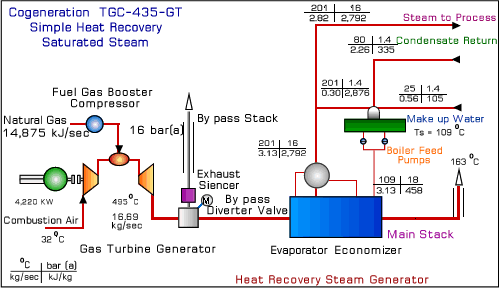 Cogeneration TGC-435-GT
Simple Heat Recovery
Saturated Steam
201 16
2.82 2,792
Steam to Process
80 1.4
2.26 335
Condensate Return
Fuel Gas Booster
Compressor
Natural Gas
14,875 kJ/sec
16 bar(a)
By pass Stack
201 1.4
0.30 2,876
25 1.4
0.56 105
Make up Water
Ts = 109 °C
Boiler Feed
Pumps
201 16
3.13 2,792
163 °C
Exhaust
Siencer
109 18
3.13 458
M
By pass
Diverter Valve
4,220 KW
495 °C
16.69
kg/sec
Combustion Air
32 °C
Gas Turbine Generator
Evaporator Economizer
Main Stack
°C bar (a)
kg/sec kJ/kg
Heat Recovery Steam Generator